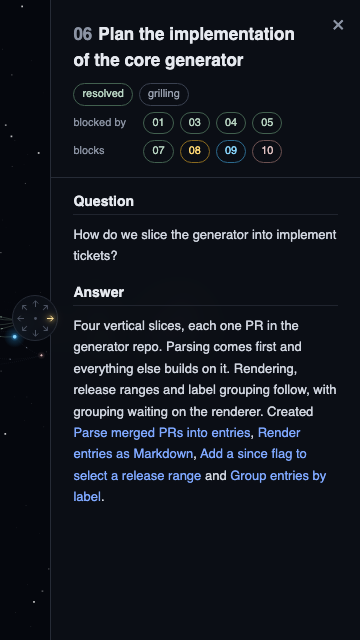 06 Plan the implementation
of the core generator
resolved grilling
blocked by 01 03 04 05
blocks 07 08 09 10
Question
How do we slice the generator into implement
tickets?
Answer
Four vertical slices, each one PR in the
generator repo. Parsing comes first and
everything else builds on it. Rendering,
release ranges and label grouping follow, with
grouping waiting on the renderer. Created
Parse merged PRs into entries, Render
entries as Markdown, Add a since flag to
select a release range and Group entries by
label.